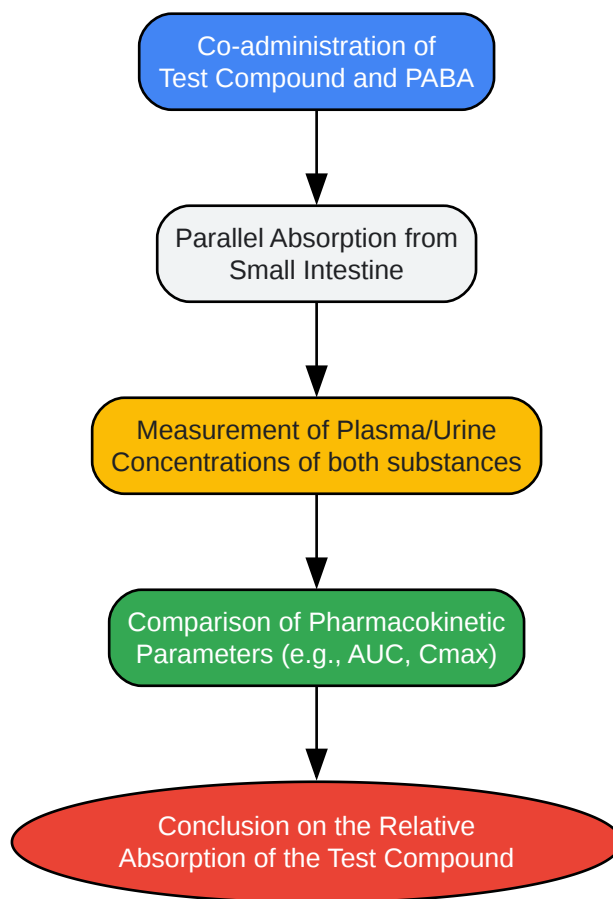 Co-administration of
Test Compound and PABA
Parallel Absorption from
Small Intestine
Measurement of Plasma/Urine
Concentrations of both substances
Comparison of Pharmacokinetic
Parameters (e.g., AUC, Cmax)
Conclusion on the Relative
Absorption of the Test Compound